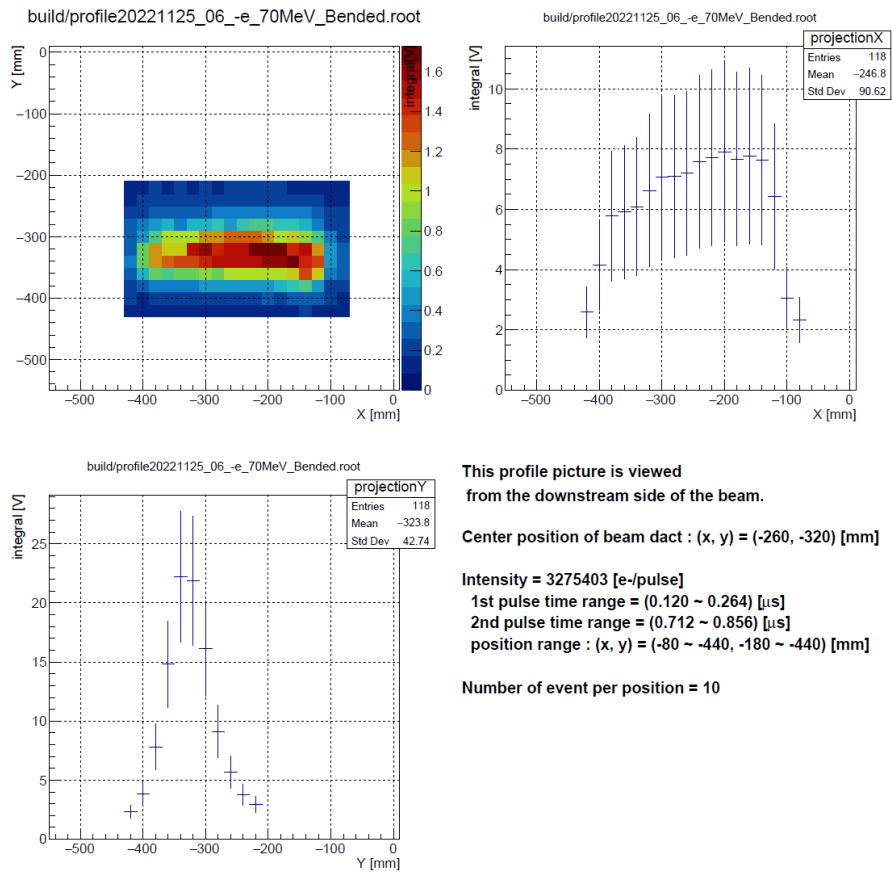 build/profile20221125_06_-e_70MeV_Bended.root
Y [mm]
0
−100
−200
−300
−400
−500
−500
−400
−300
−200
−100
0
X [mm]
integral[V]
1.6
1.4
1.2
1
0.8
0.6
0.4
0.2
0
build/profile20221125_06_-e_70MeV_Bended.root
projectionX
Entries 118
Mean −246.8
Std Dev 90.62
integral [V]
10
8
6
4
2
0
−500
−400
−300
−200
−100
0
X [mm]
build/profile20221125_06_-e_70MeV_Bended.root
projectionY
Entries 118
Mean −323.8
Std Dev 42.74
integral [V]
25
20
15
10
5
0
−500
−400
−300
−200
−100
0
Y [mm]
This profile picture is viewed
from the downstream side of the beam.
Center position of beam dact : (x, y) = (-260, -320) [mm]
Intensity = 3275403 [e-/pulse]
1st pulse time range = (0.120 ~ 0.264) [μs]
2nd pulse time range = (0.712 ~ 0.856) [μs]
position range : (x, y) = (-80 ~ -440, -180 ~ -440) [mm]
Number of event per position = 10